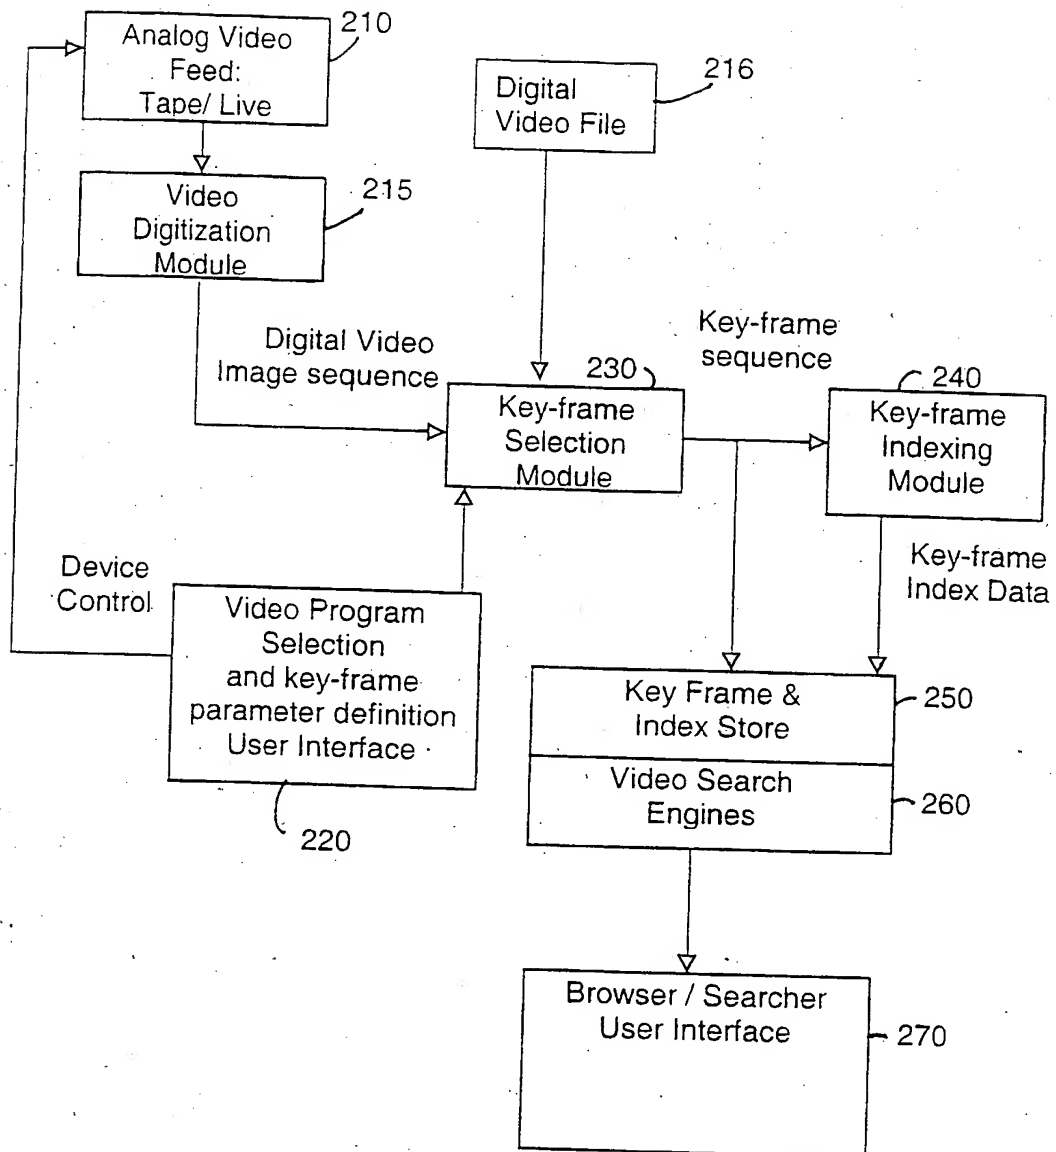 Analog Video
Feed:
Tape/ Live
210
Digital
Video File
216
Video
Digitization
Module
215
Digital Video
Image sequence
Key-frame
sequence
230
Key-frame
Selection
Module
240
Key-frame
Indexing
Module
Device
Control
Key-frame
Index Data
Video Program
Selection
and key-frame
parameter definition
User Interface
220
Key Frame &
Index Store
250
Video Search
Engines
260
Browser / Searcher
User Interface
270